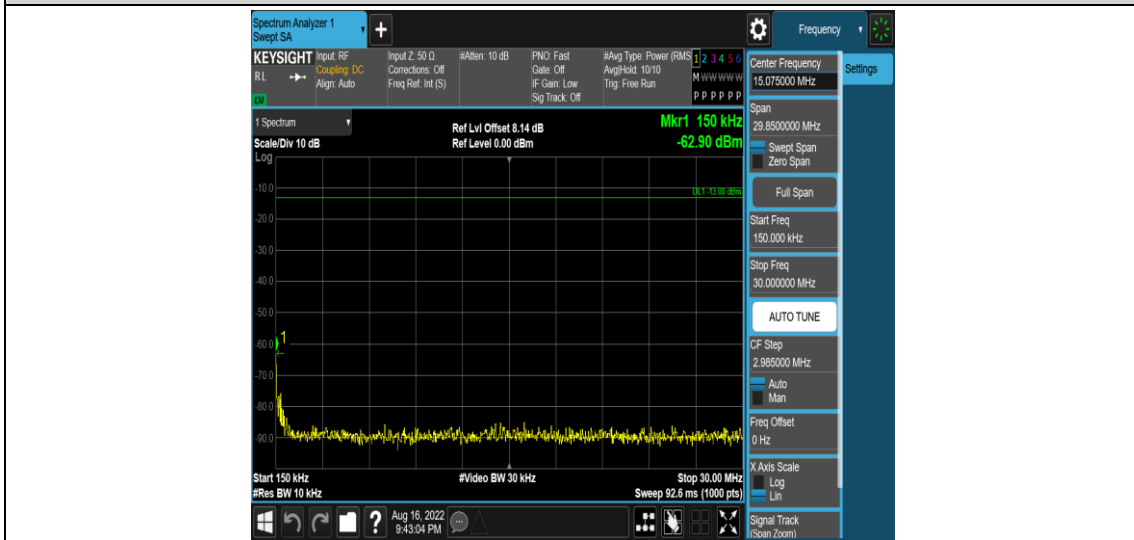 Spectrum Analyzer 1
Swept SA
+
Frequency
KEYSIGHT
RL
Input: RF
Coupling: DC
Align: Auto
Input Z: 50 Ω
Corrections: Off
Freq Ref: Int (S)
#Atten: 10 dB
PNO: Fast
Gate: Off
IF Gain: Low
Sig Track: Off
#Avg Type: Power (RMS
Avg|Hold: 10/10
Trig: Free Run
1 2 3 4 5 6
M W W W W W
P P P P P P
1 Spectrum
Scale/Div 10 dB
Log
Ref Lvl Offset 8.14 dB
Ref Level 0.00 dBm
Mkr1 150 kHz
-62.90 dBm
DL1 -13.00 dBm
-10.0
-20.0
-30.0
-40.0
-50.0
-60.0
-70.0
-80.0
-90.0
1
Start 150 kHz
#Res BW 10 kHz
#Video BW 30 kHz
Stop 30.00 MHz
Sweep 92.6 ms (1000 pts)
?
Aug 16, 2022
9:43:04 PM
Center Frequency
15.075000 MHz
Settings
Span
29.8500000 MHz
Swept Span
Zero Span
Full Span
Start Freq
150.000 kHz
Stop Freq
30.000000 MHz
AUTO TUNE
CF Step
2.985000 MHz
Auto
Man
Freq Offset
0 Hz
X Axis Scale
Log
Lin
Signal Track
(Span Zoom)